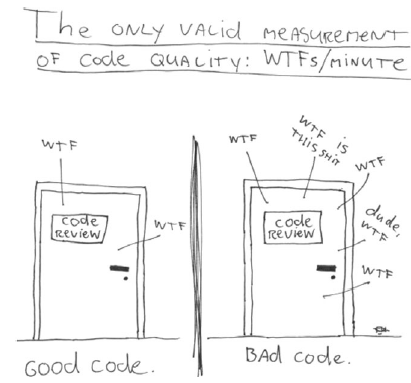 The only valid measurement
of code quality: WTFs/minute
WTF
code
review
WTF
Good code.
WTF
WTF is
this shit
WTF
code
review
dude,
WTF
WTF
Bad code.